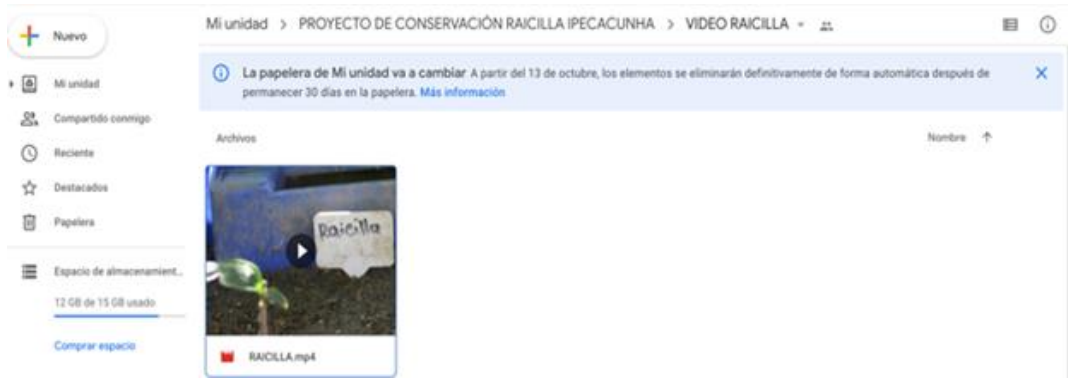 Mi unidad > PROYECTO DE CONSERVACIÓN RAICILLA IPECACUNHA > VIDEO RAICILLA
Nuevo
La papelera de Mi unidad va a cambiar A partir del 13 de octubre, los elementos se eliminarán definitivamente de forma automática después de
permanecer 30 días en la papelera. Más información
Mi unidad
Compartido conmigo
Reciente
Destacados
Papelera
Espacio de almacenamient...
12 GB de 15 GB usado
Comprar espacio
Archivos
Nombre
Raicilla
RAICILLA.mp4